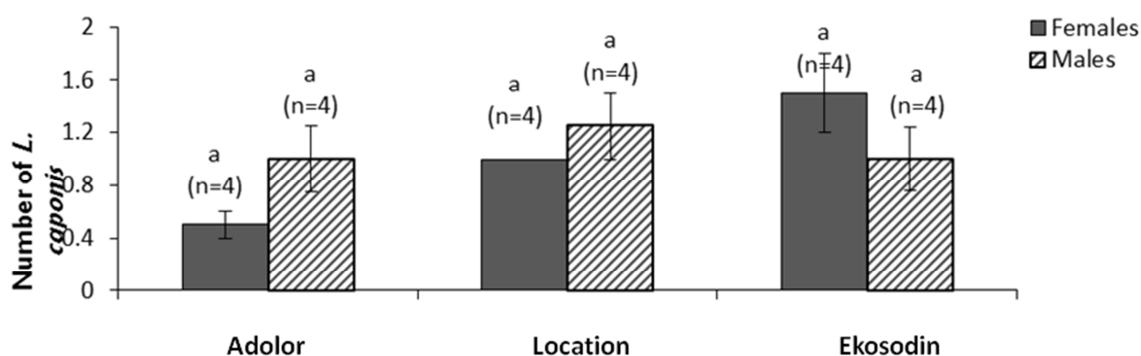 2
1.6
1.2
0.8
0.4
0
Number of L.
caponis
a
(n=4)
a
(n=4)
a
(n=4)
a
(n=4)
a
(n=4)
a
(n=4)
Females
Males
Adolor
Location
Ekosodin